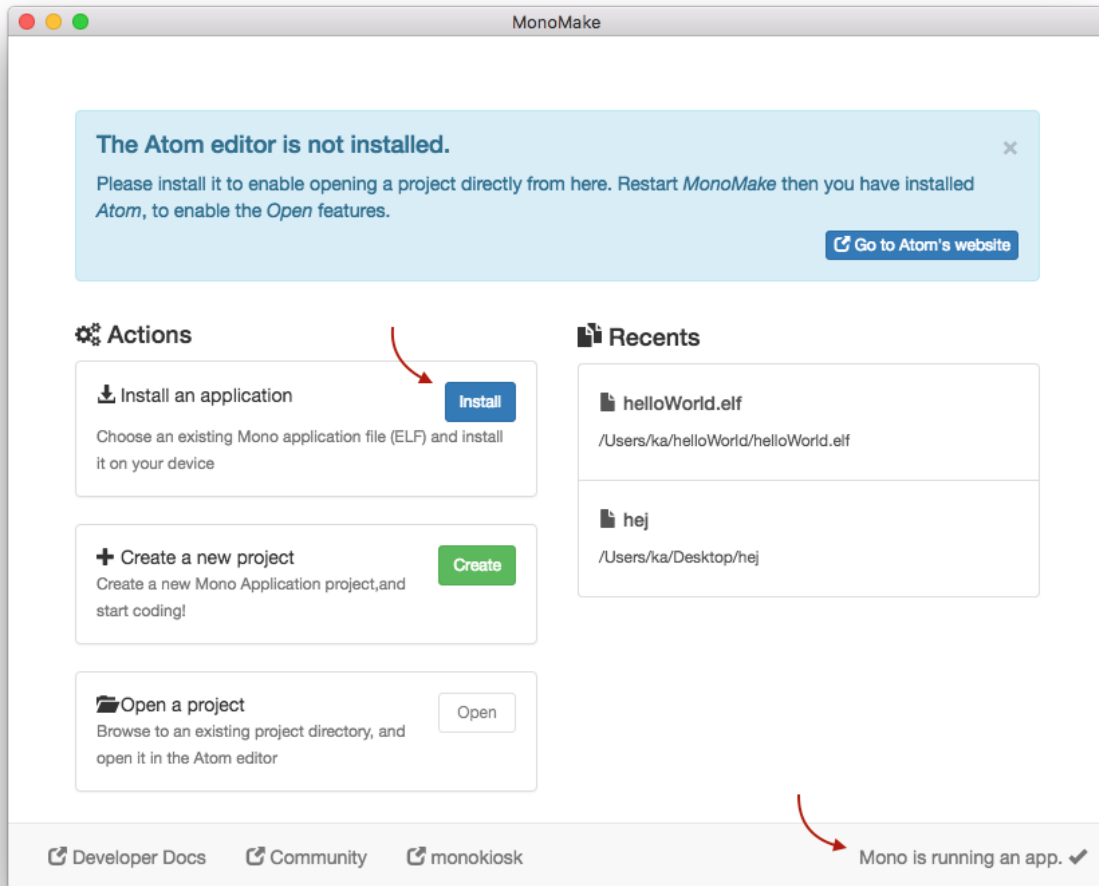 MonoMake
The Atom editor is not installed.
×
Please install it to enable opening a project directly from here. Restart MonoMake then you have installed
Atom, to enable the Open features.
Go to Atom's website
Actions
Install an application
Install
Choose an existing Mono application file (ELF) and install
it on your device
Create a new project
Create
Create a new Mono Application project,and
start coding!
Open a project
Open
Browse to an existing project directory, and
open it in the Atom editor
Recents
helloWorld.elf
/Users/ka/helloWorld/helloWorld.elf
hej
/Users/ka/Desktop/hej
Developer Docs
Community
monokiosk
Mono is running an app.